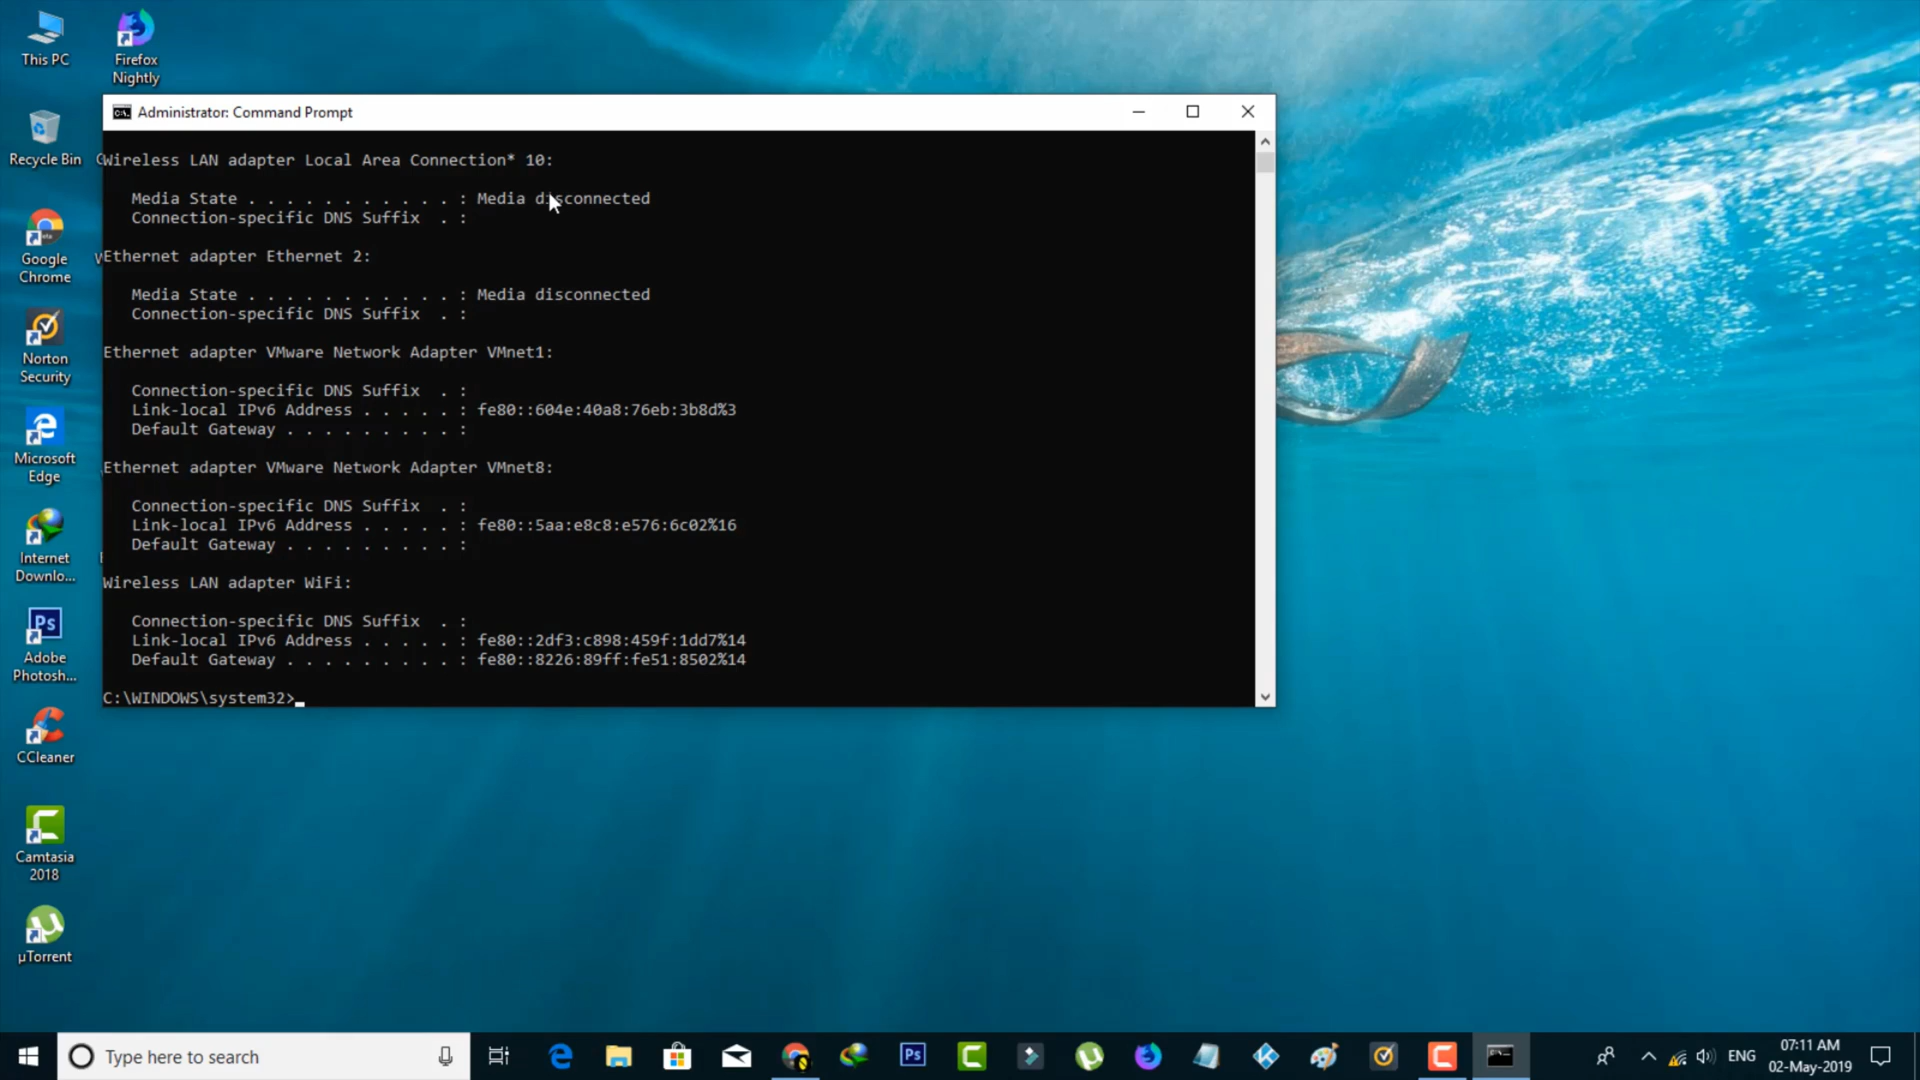 This PC
Firefox
Nightly
Recycle Bin
Google
Chrome
Norton
Security
Microsoft
Edge
Internet
Downlo...
Adobe
Photosh...
CCleaner
Camtasia
2018
µTorrent
Administrator: Command Prompt
Wireless LAN adapter Local Area Connection* 10:
Media State . . . . . . . . . . . : Media disconnected
Connection-specific DNS Suffix  . :
Ethernet adapter Ethernet 2:
Media State . . . . . . . . . . . : Media disconnected
Connection-specific DNS Suffix  . :
Ethernet adapter VMware Network Adapter VMnet1:
Connection-specific DNS Suffix  . :
Link-local IPv6 Address . . . . . : fe80::604e:40a8:76eb:3b8d%3
Default Gateway . . . . . . . . . :
Ethernet adapter VMware Network Adapter VMnet8:
Connection-specific DNS Suffix  . :
Link-local IPv6 Address . . . . . : fe80::5aa:e8c8:e576:6c02%16
Default Gateway . . . . . . . . . :
Wireless LAN adapter WiFi:
Connection-specific DNS Suffix  . :
Link-local IPv6 Address . . . . . : fe80::2df3:c898:459f:1dd7%14
Default Gateway . . . . . . . . . : fe80::8226:89ff:fe51:8502%14
C:\WINDOWS\system32>
Type here to search
Ps
ENG
07:11 AM
02-May-2019